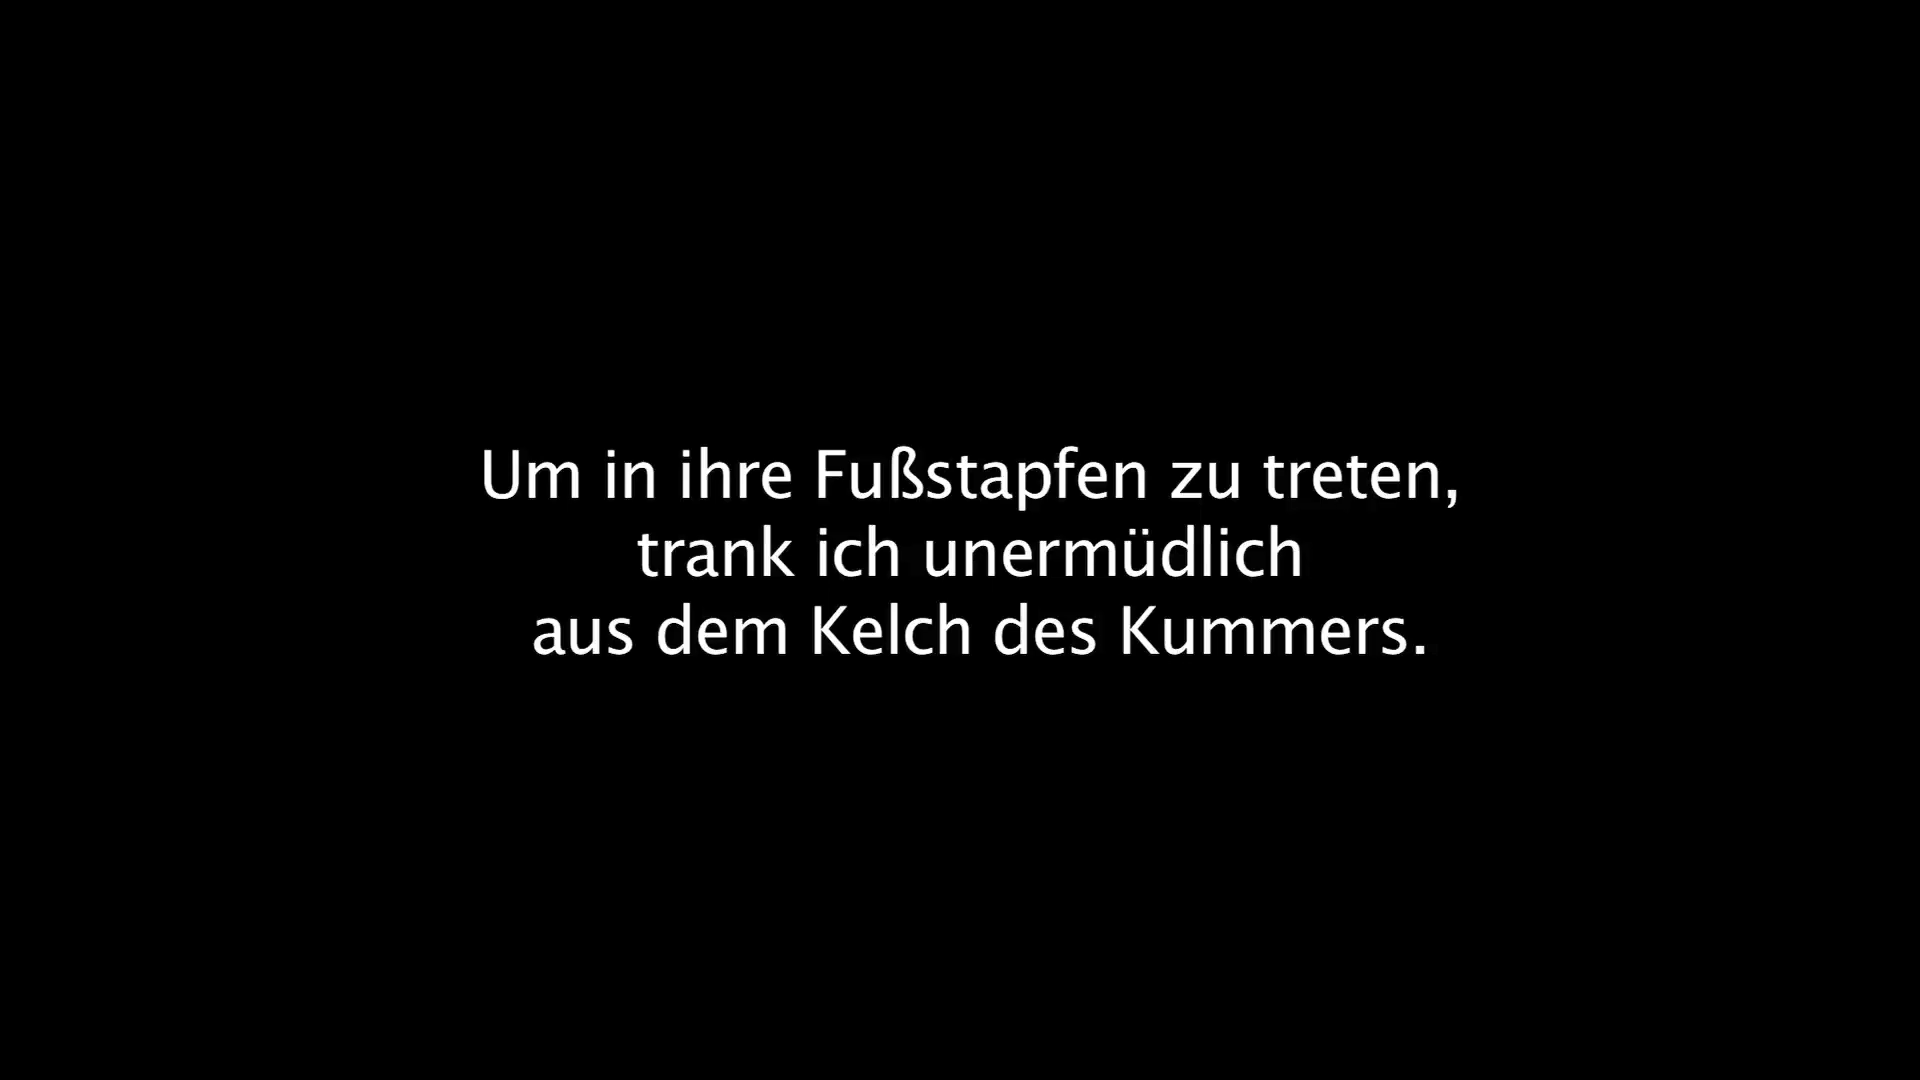 Um in ihre Fußstapfen zu treten,
trank ich unermüdlich
aus dem Kelch des Kummers.